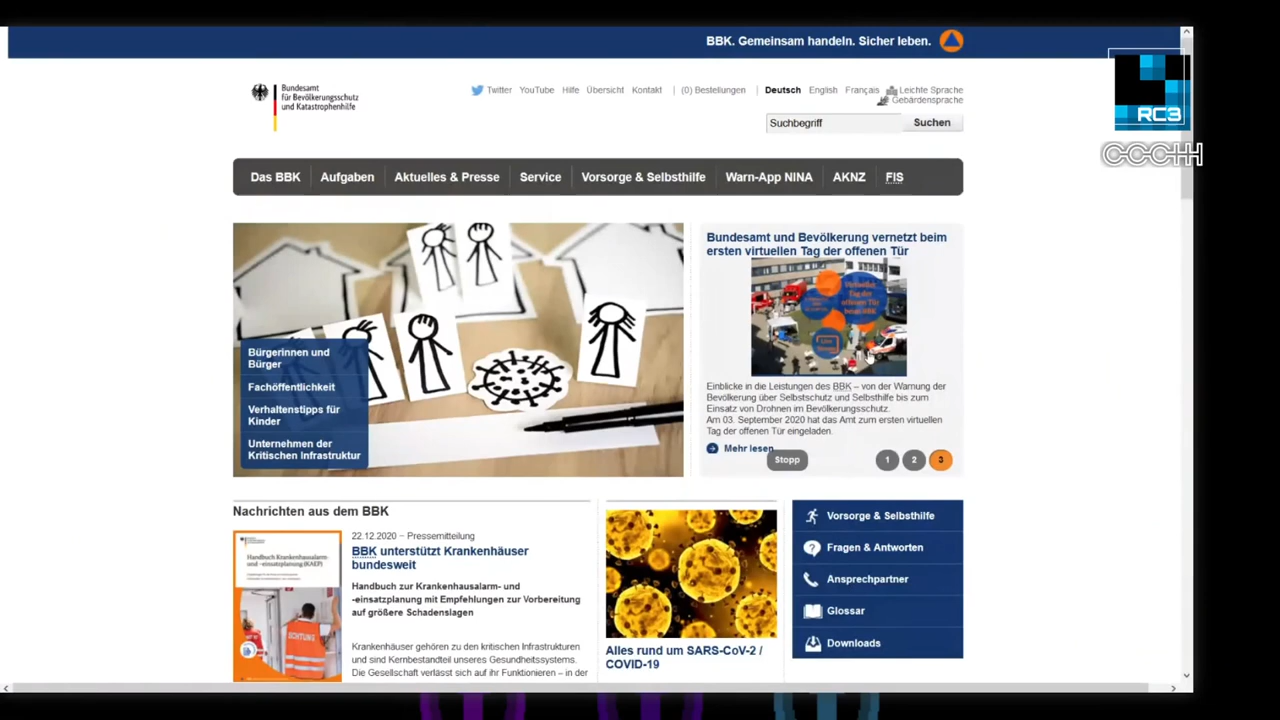 BBK. Gemeinsam handeln. Sicher leben.
RC3
CCCHH
Bundesamt
für Bevölkerungsschutz
und Katastrophenhilfe
Twitter YouTube Hilfe Übersicht Kontakt | (0) Bestellungen | Deutsch English Français Leichte Sprache
Gebärdensprache
Suchbegriff Suchen
Das BBK Aufgaben Aktuelles & Presse Service Vorsorge & Selbsthilfe Warn-App NINA AKNZ FIS
Bürgerinnen und
Bürger
Fachöffentlichkeit
Verhaltenstipps für
Kinder
Unternehmen der
Kritischen Infrastruktur
Bundesamt und Bevölkerung vernetzt beim
ersten virtuellen Tag der offenen Tür
Einblicke in die Leistungen des BBK – von der Warnung der
Bevölkerung über Selbstschutz und Selbsthilfe bis zum
Einsatz von Drohnen im Bevölkerungsschutz.
Am 03. September 2020 hat das Amt zum ersten virtuellen
Tag der offenen Tür eingeladen.
Mehr lesen
Stopp 1 2 3
Nachrichten aus dem BBK
Handbuch Krankenhausalarm-
und -einsatzplanung (KAEP)
ACHTUNG
22.12.2020 – Pressemitteilung
BBK unterstützt Krankenhäuser
bundesweit
Handbuch zur Krankenhausalarm- und
-einsatzplanung mit Empfehlungen zur Vorbereitung
auf größere Schadenslagen
Krankenhäuser gehören zu den kritischen Infrastrukturen
und sind Kernbestandteil unseres Gesundheitssystems.
Die Gesellschaft verlässt sich auf ihr Funktionieren – in der
Alles rund um SARS-CoV-2 /
COVID-19
Vorsorge & Selbsthilfe
Fragen & Antworten
Ansprechpartner
Glossar
Downloads